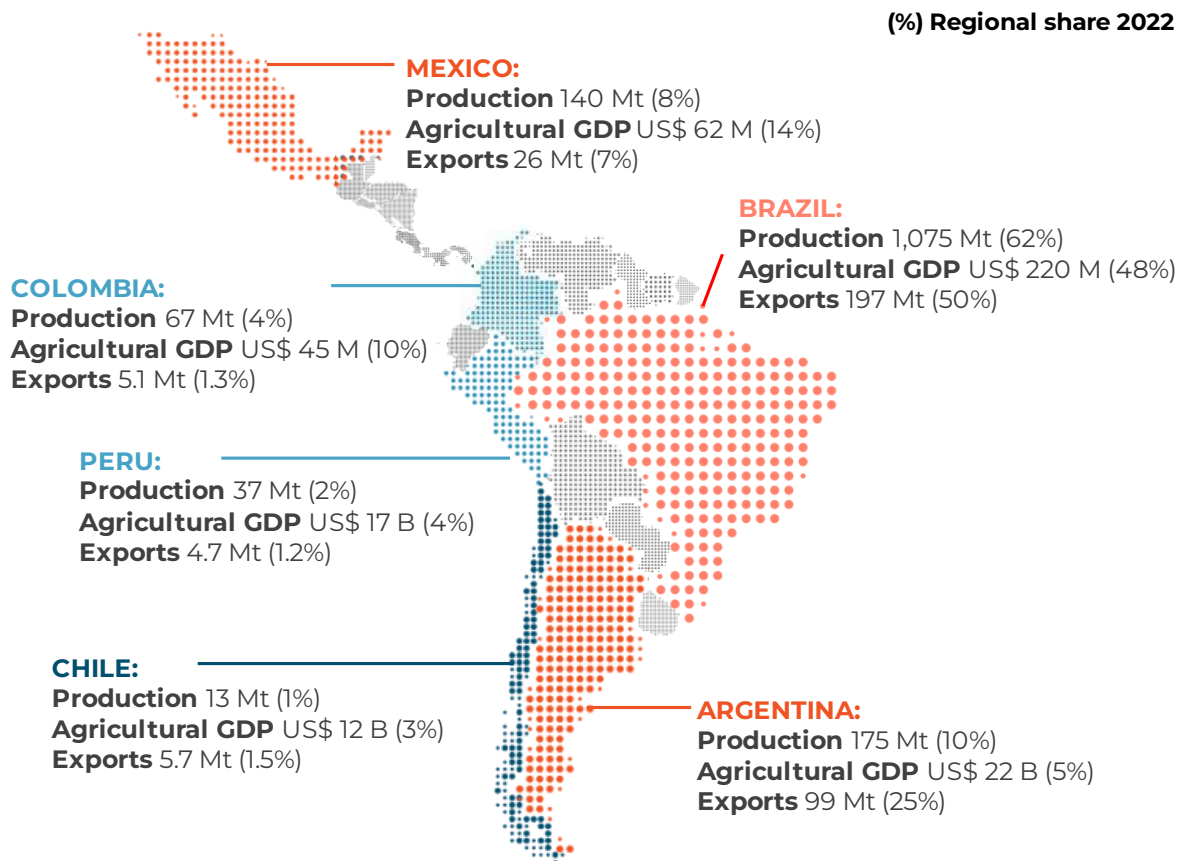 (%) Regional share 2022
MEXICO:
Production 140 Mt (8%)
Agricultural GDP US$ 62 M (14%)
Exports 26 Mt (7%)
BRAZIL:
Production 1,075 Mt (62%)
Agricultural GDP US$ 220 M (48%)
Exports 197 Mt (50%)
COLOMBIA:
Production 67 Mt (4%)
Agricultural GDP US$ 45 M (10%)
Exports 5.1 Mt (1.3%)
PERU:
Production 37 Mt (2%)
Agricultural GDP US$ 17 B (4%)
Exports 4.7 Mt (1.2%)
CHILE:
Production 13 Mt (1%)
Agricultural GDP US$ 12 B (3%)
Exports 5.7 Mt (1.5%)
ARGENTINA:
Production 175 Mt (10%)
Agricultural GDP US$ 22 B (5%)
Exports 99 Mt (25%)